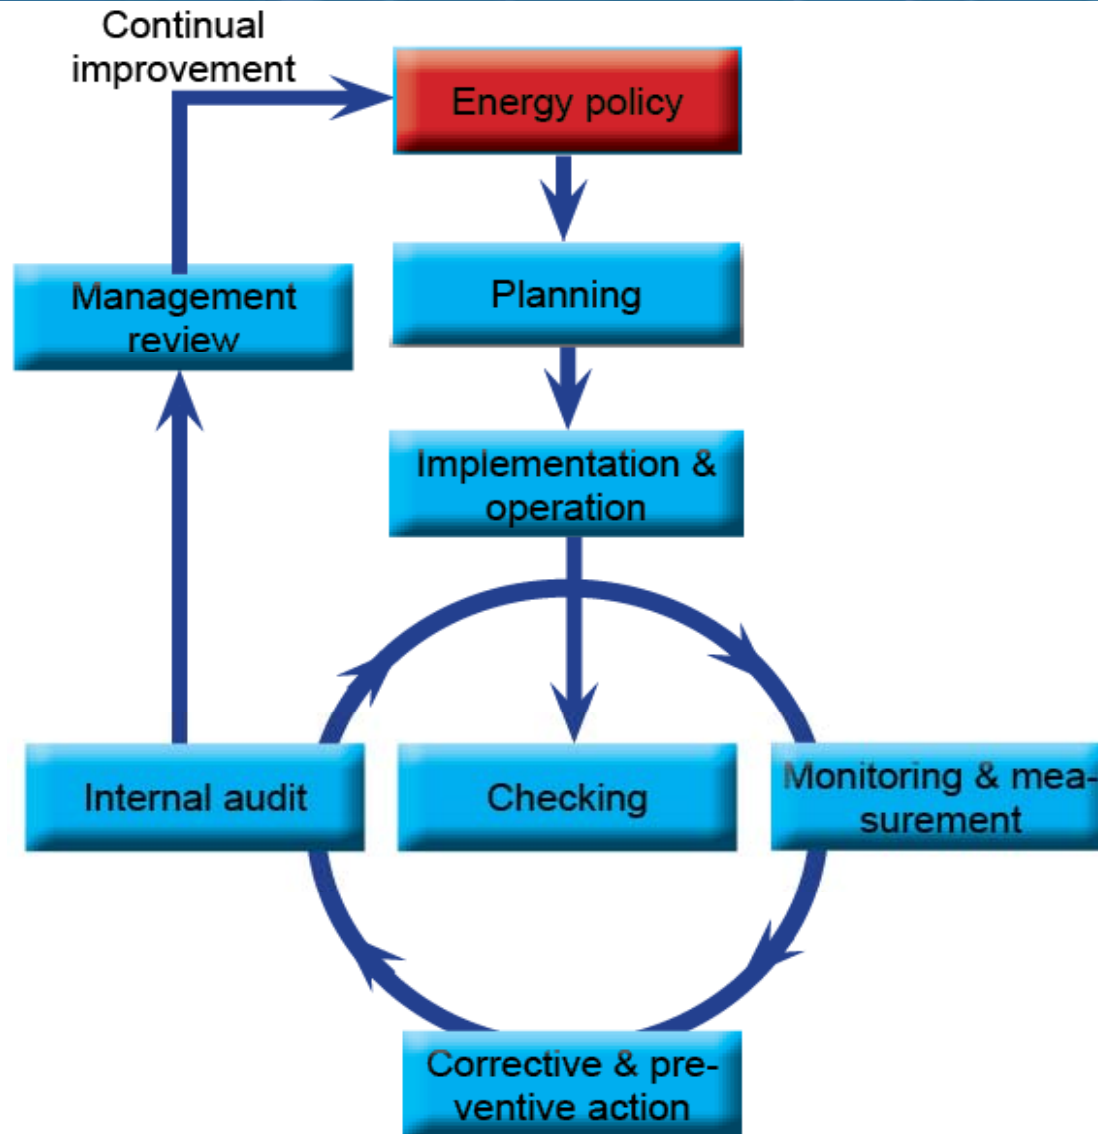 Continual
improvement
Energy policy
Planning
Management
review
Implementation &
operation
Internal audit
Checking
Monitoring & mea-
surement
Corrective & pre-
ventive action